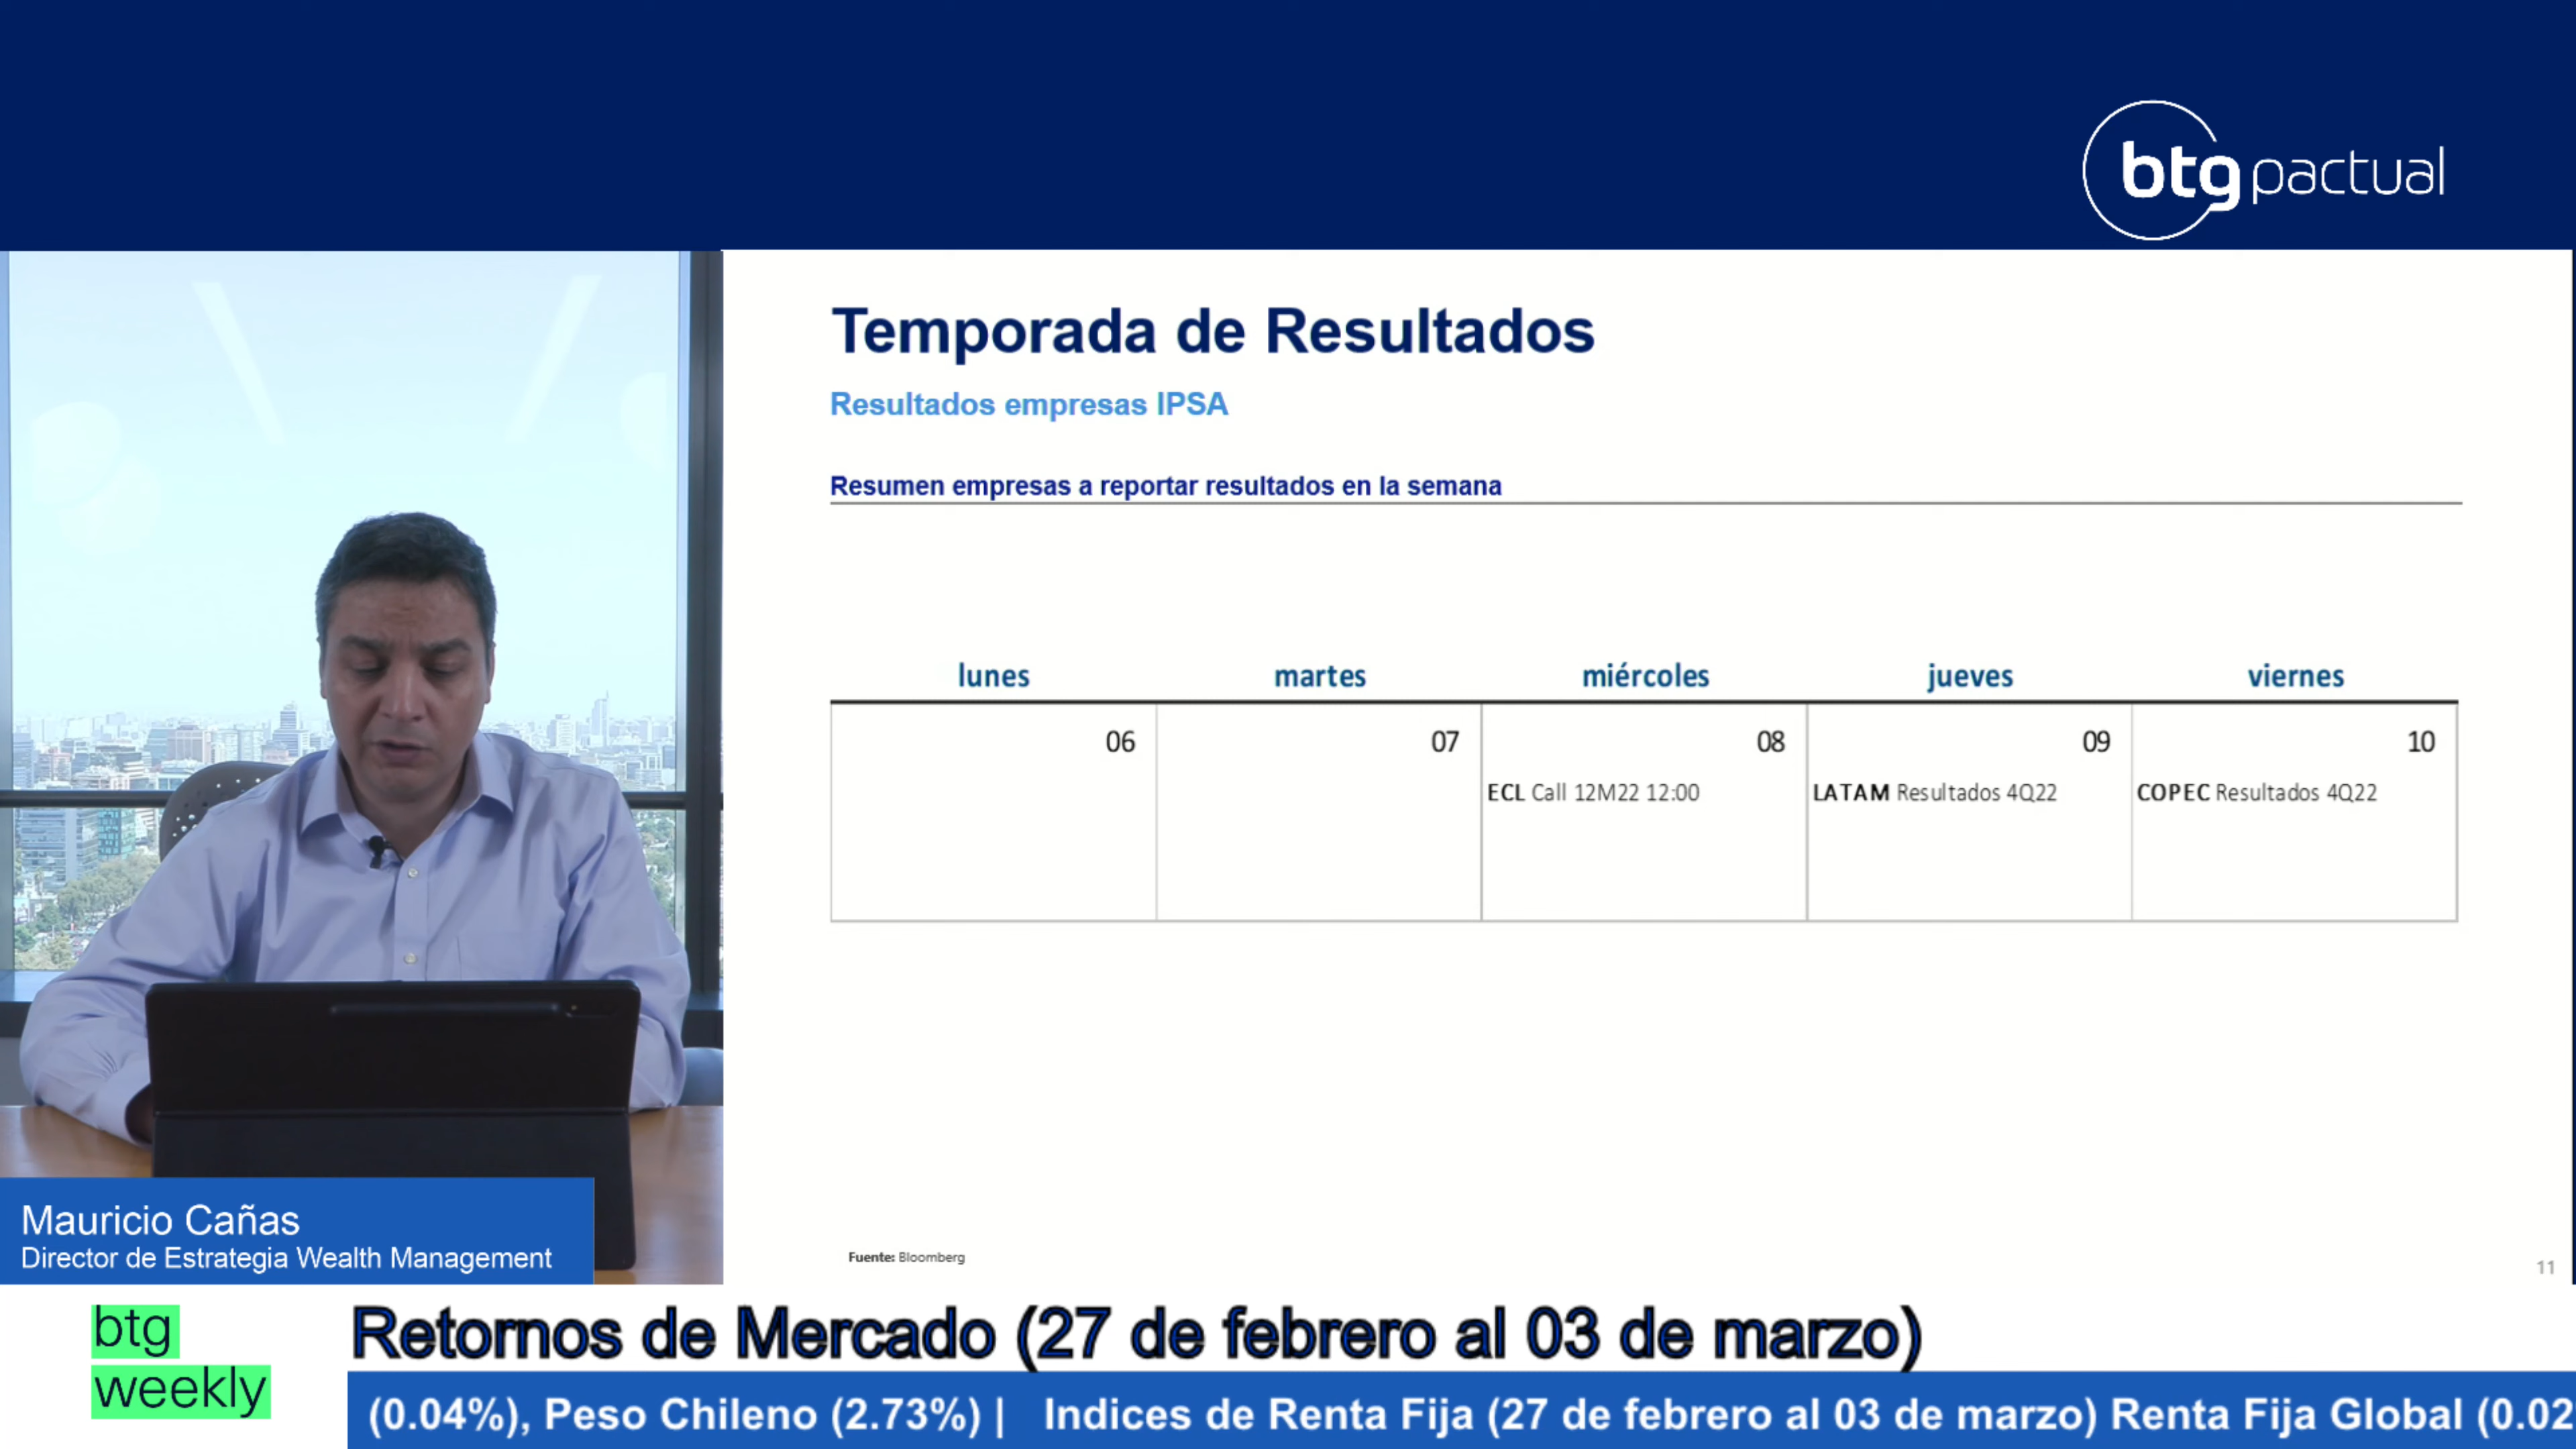 btg pactual
Temporada de Resultados
Resultados empresas IPSA
Resumen empresas a reportar resultados en la semana
lunes martes miércoles jueves viernes
06 07 08 09 10
ECL Call 12M22 12:00 LATAM Resultados 4Q22 COPEC Resultados 4Q22
Mauricio Cañas
Director de Estrategia Wealth Management
Fuente: Bloomberg
11
btg
weekly
Retornos de Mercado (27 de febrero al 03 de marzo)
(0.04%), Peso Chileno (2.73%) | Indices de Renta Fija (27 de febrero al 03 de marzo) Renta Fija Global (0.02